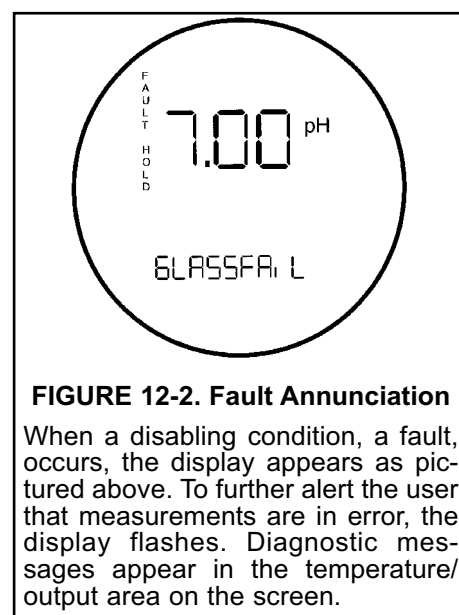 FAULT HOLD
7.00 pH
GLASSFAiL
FIGURE 12-2. Fault Annunciation
When a disabling condition, a fault,
occurs, the display appears as pic-
tured above. To further alert the user
that measurements are in error, the
display flashes. Diagnostic mes-
sages appear in the temperature/
output area on the screen.